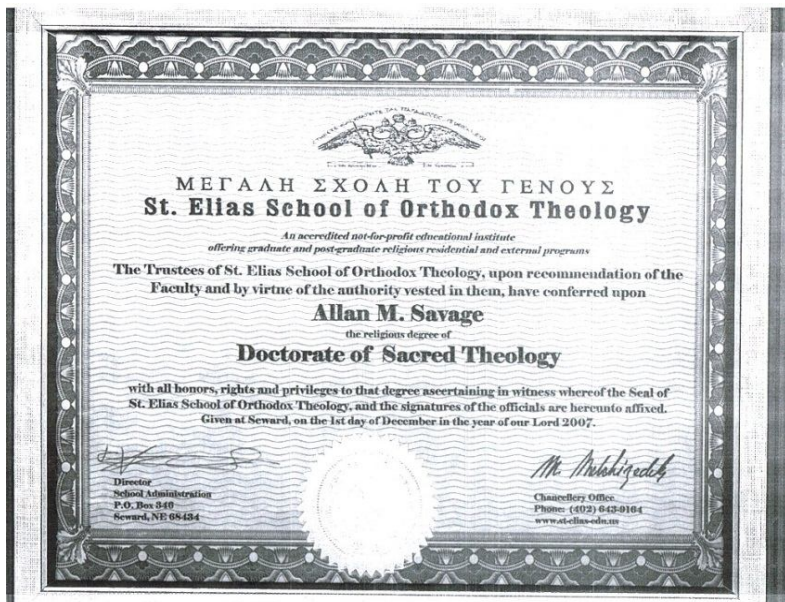 ΜΕΓΑΛΗ ΣΧΟΛΗ ΤΟΥ ΓΕΝΟΥΣ
St. Elias School of Orthodox Theology
An accredited not-for-profit educational institute
offering graduate and post-graduate religious residential and external programs
The Trustees of St. Elias School of Orthodox Theology, upon recommendation of the
Faculty and by virtue of the authority vested in them, have conferred upon
Allan M. Savage
the religious degree of
Doctorate of Sacred Theology
with all honors, rights and privileges to that degree ascertaining in witness whereof the Seal of
St. Elias School of Orthodox Theology, and the signatures of the officials are hereunto affixed.
Given at Seward, on the 1st day of December in the year of our Lord 2007.
M. Melchizedek
Director
School Administration
P.O. Box 346
Seward, NE 68434
Chancellery Office
Phone: (402) 643-9164
www.st-elias-edu.us